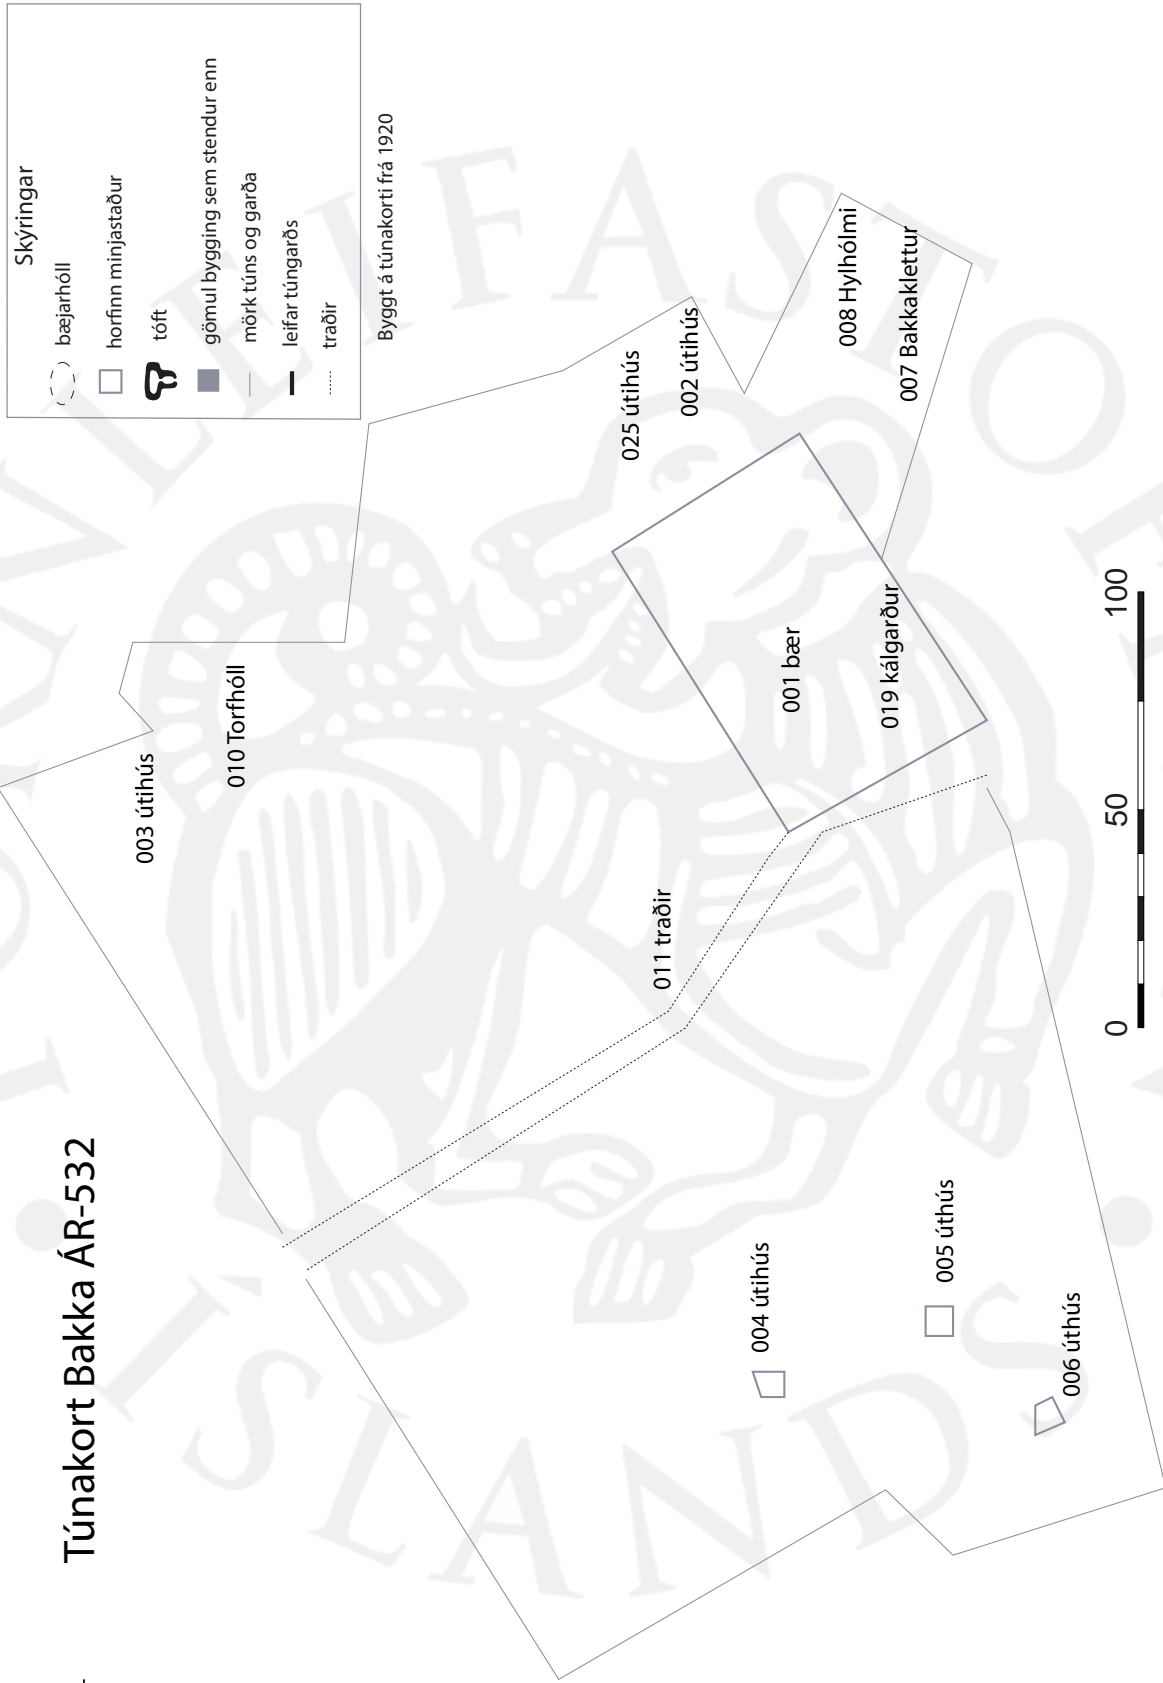 Túnakort Bakka ÁR-532
Skýringar
bæjarhóll
horfinn minjastaður
tóft
gömul bygging sem stendur enn
mörk túns og garða
leifar túngarðs
traðir
Byggt á túnakorti frá 1920
003 útihús
010 Torfhóll
025 útihús
002 útihús
008 Hylhólmi
007 Bakkaklettur
011 traðir
001 bær
019 kálgarður
004 útihús
005 úthús
006 úthús
0 50 100
FORNLEIFASTOFNUN ÍSLANDS